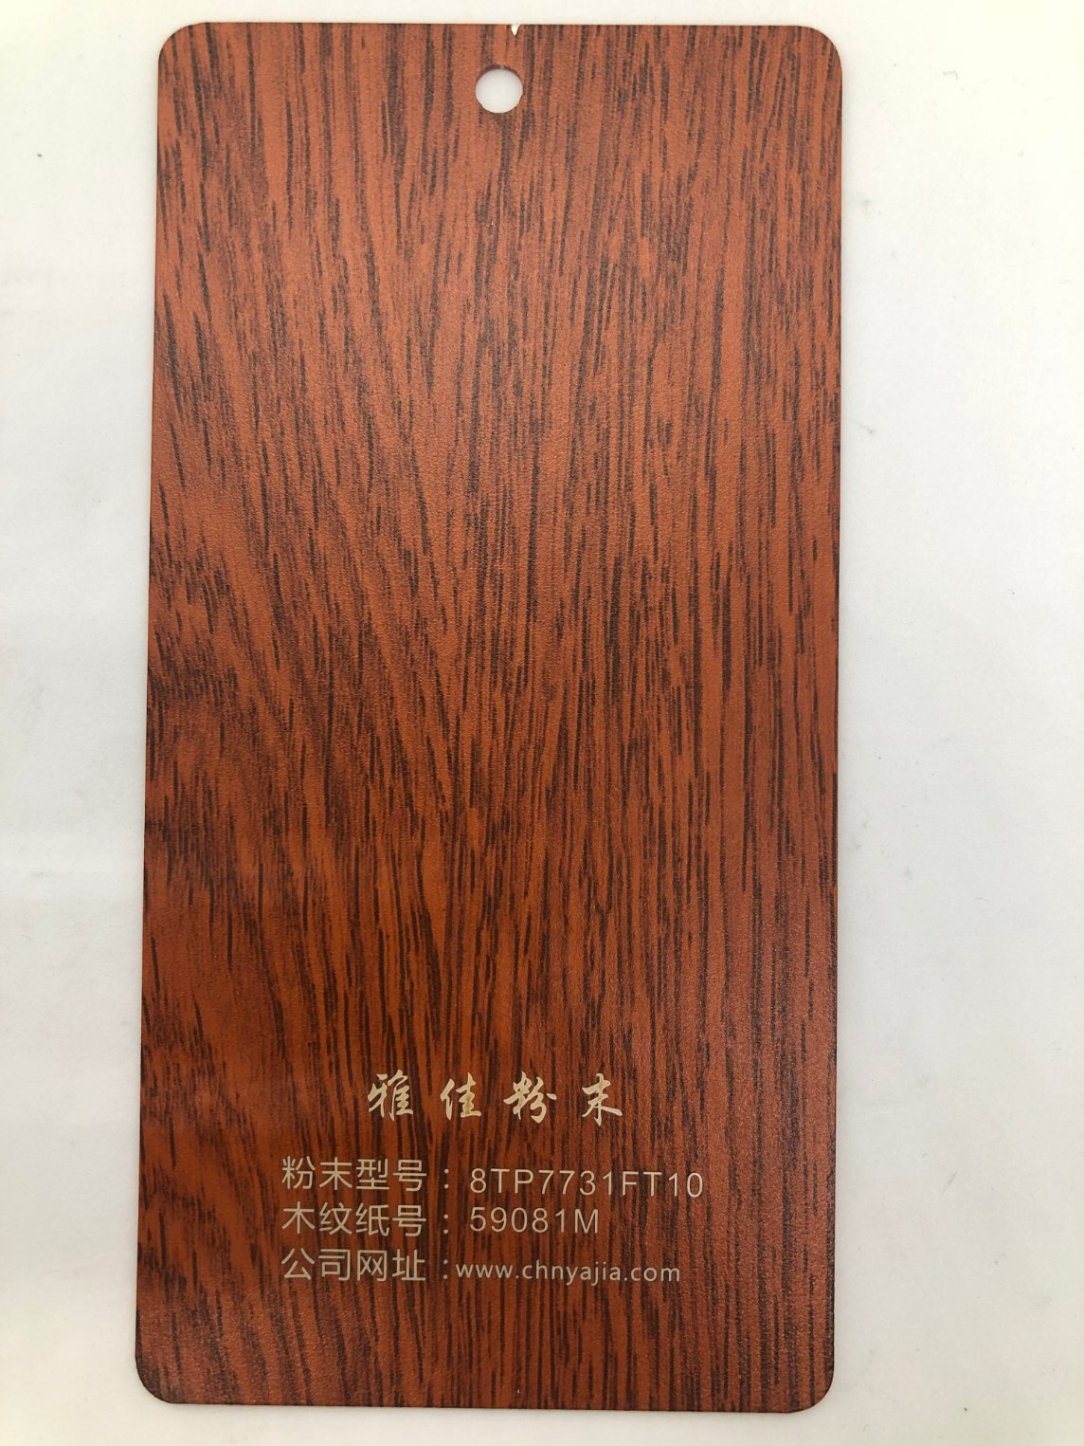 雅佳粉末
粉末型号：8TP7731FT10
木纹纸号：59081M
公司网址：www.chnyajia.com